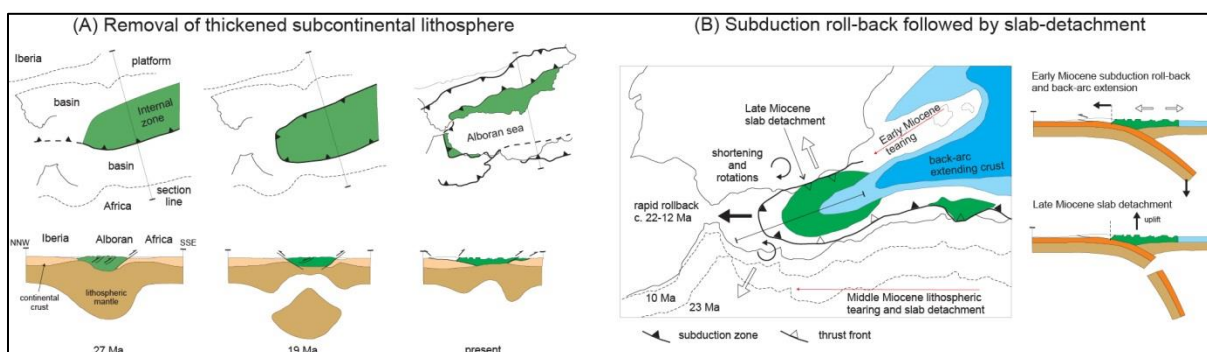 (A) Removal of thickened subcontinental lithosphere
Iberia
platform
basin
Internal
zone
basin
Africa
section
line
Alboran sea
NNW
Iberia
Alboran
Africa
SSE
continental
crust
lithospheric
mantle
27 Ma
19 Ma
present
(B) Subduction roll-back followed by slab-detachment
Late Miocene
slab detachment
Early Miocene
tearing
shortening
and
rotations
back-arc
extending crust
rapid rollback
c. 22-12 Ma
10 Ma
23 Ma
Middle Miocene lithospheric
tearing and slab detachment
subduction zone
thrust front
Early Miocene subduction roll-back
and back-arc extension
Late Miocene slab detachment
uplift